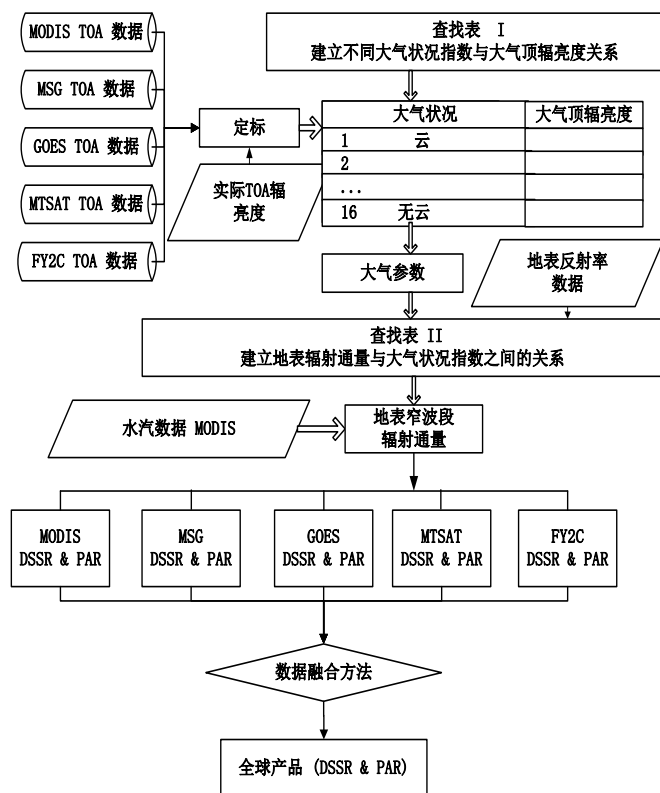 MODIS TOA 数据
MSG TOA 数据
GOES TOA 数据
MTSAT TOA 数据
FY2C TOA 数据
定标
实际TOA辐
亮度
查找表 I
建立不同大气状况指数与大气顶辐亮度关系
大气状况 大气顶辐亮度
1 云
2
...
16 无云
大气参数
地表反射率
数据
查找表 II
建立地表辐射通量与大气状况指数之间的关系
水汽数据 MODIS
地表窄波段
辐射通量
MODIS
DSSR & PAR
MSG
DSSR & PAR
GOES
DSSR & PAR
MTSAT
DSSR & PAR
FY2C
DSSR & PAR
数据融合方法
全球产品 (DSSR & PAR)